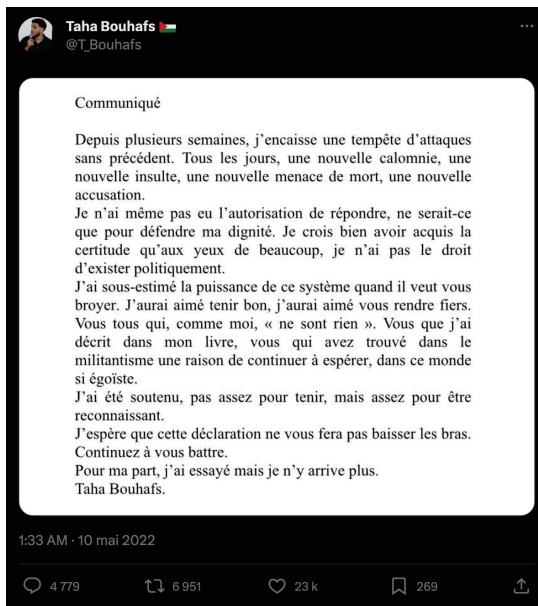 Taha Bouhafs 🇵🇸
@T_Bouhafs
Communiqué
Depuis plusieurs semaines, j’encaisse une tempête d’attaques
sans précédent. Tous les jours, une nouvelle calomnie, une
nouvelle insulte, une nouvelle menace de mort, une nouvelle
accusation.
Je n’ai même pas eu l’autorisation de répondre, ne serait-ce
que pour défendre ma dignité. Je crois bien avoir acquis la
certitude qu’aux yeux de beaucoup, je n’ai pas le droit
d’exister politiquement.
J’ai sous-estimé la puissance de ce système quand il veut vous
broyer. J’aurai aimé tenir bon, j’aurai aimé vous rendre fiers.
Vous tous qui, comme moi, « ne sont rien ». Vous que j’ai
décrit dans mon livre, vous qui avez trouvé dans le
militantisme une raison de continuer à espérer, dans ce monde
si égoïste.
J’ai été soutenu, pas assez pour tenir, mais assez pour être
reconnaissant.
J’espère que cette déclaration ne vous fera pas baisser les bras.
Continuez à vous battre.
Pour ma part, j’ai essayé mais je n’y arrive plus.
Taha Bouhafs.
1:33 AM · 10 mai 2022
4 779 6 951 23 k 269